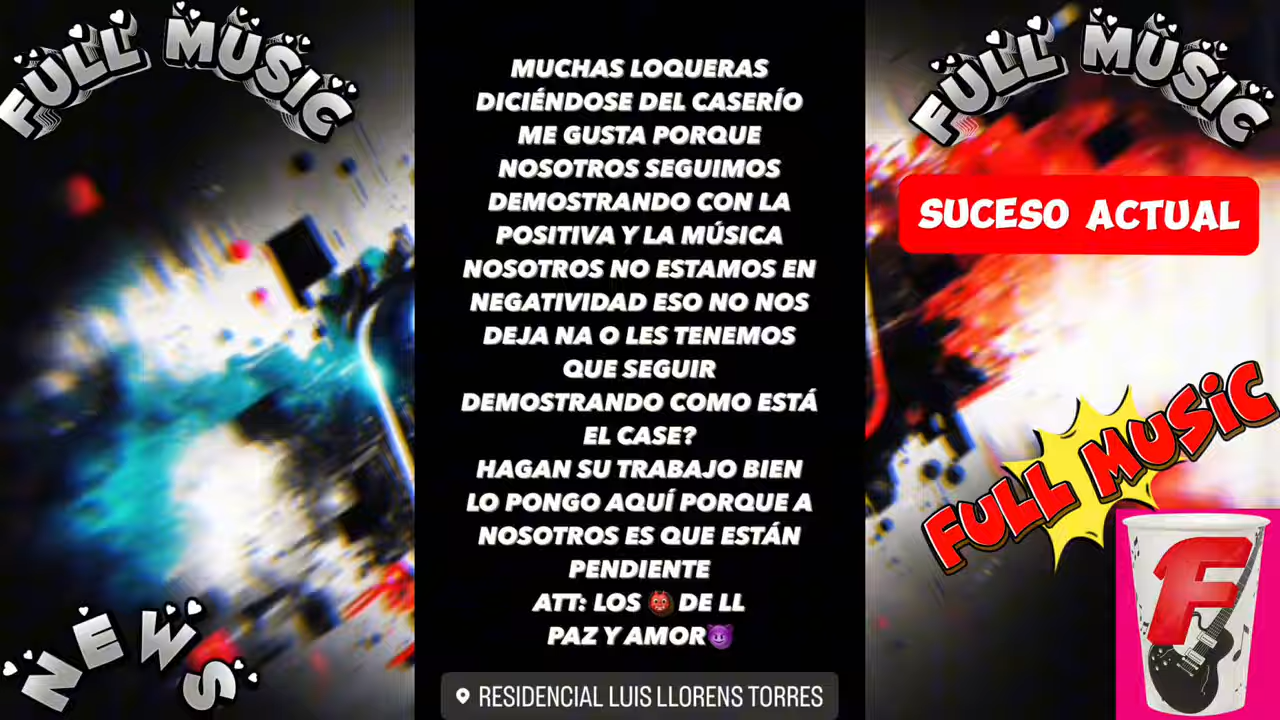 FULL MUSIC
FULL MUSIC
MUCHAS LOQUERAS
DICIÉNDOSE DEL CASERÍO
ME GUSTA PORQUE
NOSOTROS SEGUIMOS
DEMOSTRANDO CON LA
POSITIVA Y LA MÚSICA
NOSOTROS NO ESTAMOS EN
NEGATIVIDAD ESO NO NOS
DEJA NA O LES TENEMOS
QUE SEGUIR
DEMOSTRANDO COMO ESTÁ
EL CASE?
HAGAN SU TRABAJO BIEN
LO PONGO AQUÍ PORQUE A
NOSOTROS ES QUE ESTÁN
PENDIENTE
ATT: LOS 👹 DE LL
PAZ Y AMOR😈
RESIDENCIAL LUIS LLORENS TORRES
SUCESO ACTUAL
FULL MUSIC
F
NEWS